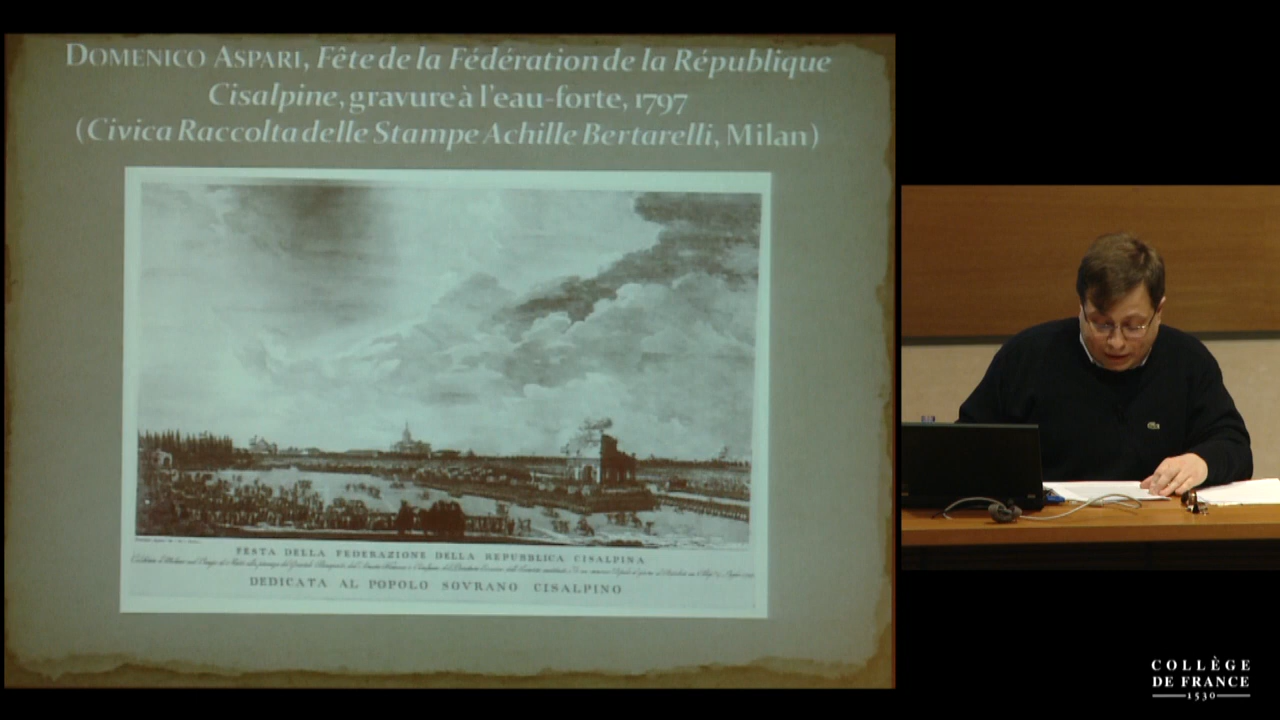 DOMENICO ASPARI, Fête de la Fédération de la République
Cisalpine, gravure à l'eau-forte, 1797
(Civica Raccolta delle Stampe Achille Bertarelli, Milan)
FESTA DELLA FEDERAZIONE DELLA REPUBBLICA CISALPINA
DEDICATA AL POPOLO SOVRANO CISALPINO
COLLÈGE
DE FRANCE
1530